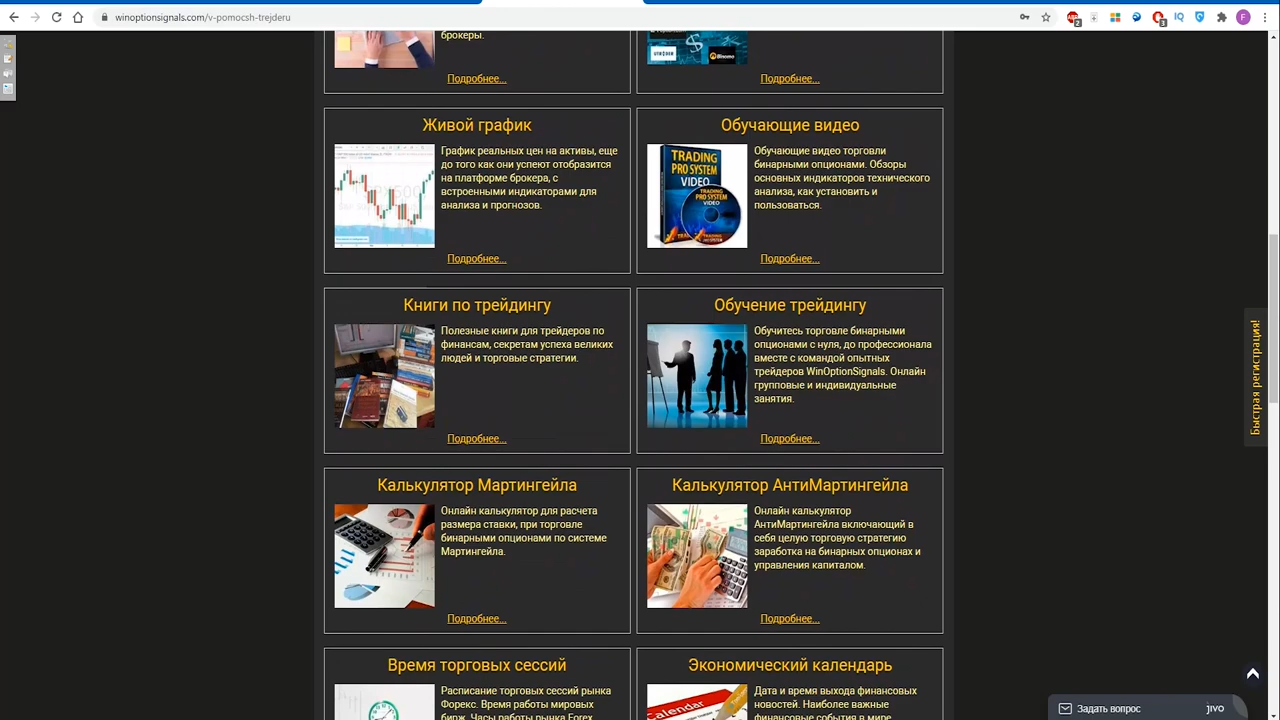 winoptionsignals.com/v-pomocsh-trejderu
брокеры.
Подробнее...
Подробнее...
Живой график
График реальных цен на активы, еще
до того как они успеют отобразится
на платформе брокера, с
встроенными индикаторами для
анализа и прогнозов.
Подробнее...
Обучающие видео
TRADING
PRO SYSTEM
VIDEO
TRADING
PRO SYSTEM
VIDEO
Обучающие видео торговли
бинарными опционами. Обзоры
основных индикаторов технического
анализа, как установить и
пользоваться.
Подробнее...
Книги по трейдингу
Полезные книги для трейдеров по
финансам, секретам успеха великих
людей и торговые стратегии.
Подробнее...
Обучение трейдингу
Обучитесь торговле бинарными
опционами с нуля, до профессионала
вместе с командой опытных
трейдеров WinOptionSignals. Онлайн
групповые и индивидуальные
занятия.
Подробнее...
Калькулятор Мартингейла
Онлайн калькулятор для расчета
размера ставки, при торговле
бинарными опционами по системе
Мартингейла.
Подробнее...
Калькулятор АнтиМартингейла
Онлайн калькулятор
АнтиМартингейла включающий в
себя целую торговую стратегию
заработка на бинарных опционах и
управления капиталом.
Подробнее...
Время торговых сессий
Расписание торговых сессий рынка
Форекс. Время работы мировых
бирж. Часы работы рынка Forex
Экономический календарь
Calendar
Дата и время выхода финансовых
новостей. Наиболее важные
финансовые события в мире
Быстрая регистрация!
Задать вопрос
jivo